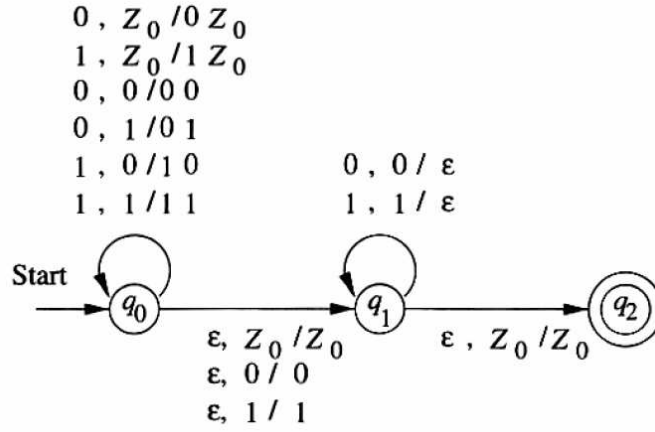 0 , Z0 / 0 Z0
1 , Z0 / 1 Z0
0 , 0 / 0 0
0 , 1 / 0 1
1 , 0 / 1 0
1 , 1 / 1 1
0 , 0 / ε
1 , 1 / ε
Start
q0
q1
q2
ε, Z0 / Z0
ε, 0 / 0
ε, 1 / 1
ε , Z0 / Z0